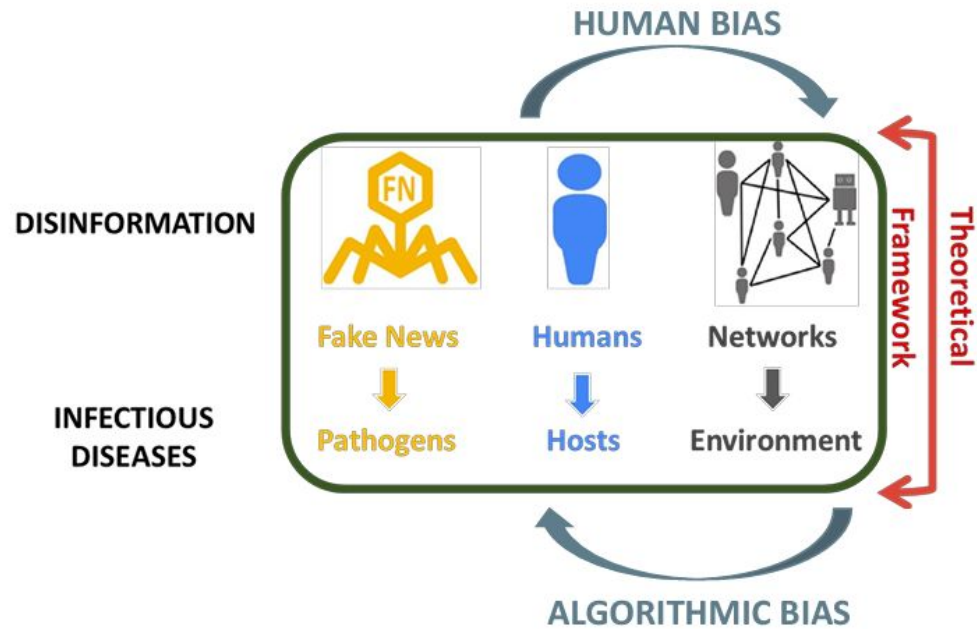 HUMAN BIAS
DISINFORMATION
FN
Fake News
Humans
Networks
Theoretical
Framework
INFECTIOUS
DISEASES
Pathogens
Hosts
Environment
ALGORITHMIC BIAS